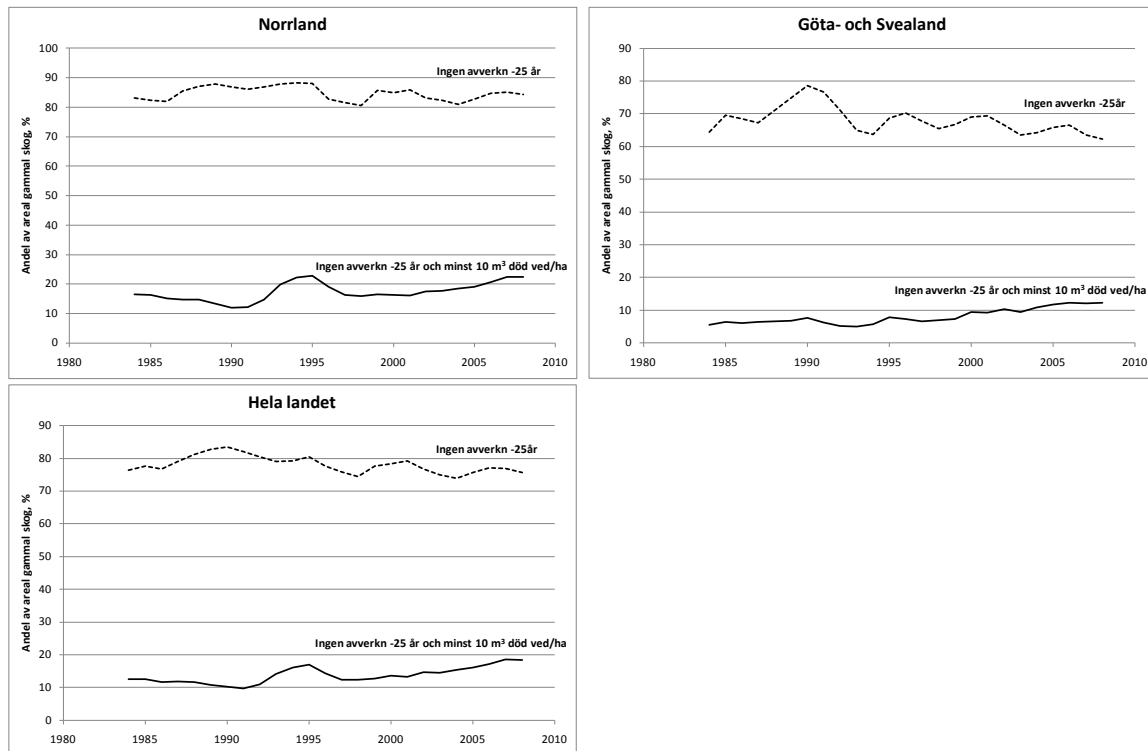 Norrland
Andel av areal gammal skog, %
100
90
80
70
60
50
40
30
20
10
0
Ingen avverkn -25 år
Ingen avverkn -25 år och minst 10 m³ död ved/ha
1980 1985 1990 1995 2000 2005 2010
Göta- och Svealand
Andel av areal gammal skog, %
90
80
70
60
50
40
30
20
10
0
Ingen avverkn -25år
Ingen avverkn -25 år och minst 10 m³ död ved/ha
1980 1985 1990 1995 2000 2005 2010
Hela landet
Andel av areal gammal skog, %
90
80
70
60
50
40
30
20
10
0
Ingen avverkn -25år
Ingen avverkn -25 år och minst 10 m³ död ved/ha
1980 1985 1990 1995 2000 2005 2010